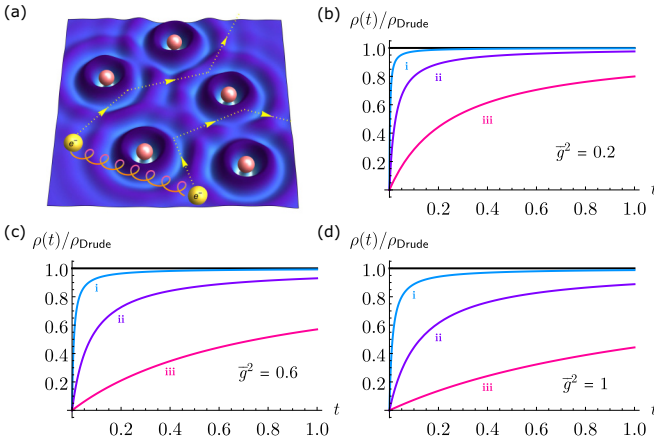 (a)
e⁻
e⁻
(b)
ρ(t)/ρDrude
1.0
0.8
0.6
0.4
0.2
i
ii
iii
g̅² = 0.2
0.2 0.4 0.6 0.8 1.0 t
(c)
ρ(t)/ρDrude
1.0
0.8
0.6
0.4
0.2
i
ii
iii
g̅² = 0.6
0.2 0.4 0.6 0.8 1.0 t
(d)
ρ(t)/ρDrude
1.0
0.8
0.6
0.4
0.2
i
ii
iii
g̅² = 1
0.2 0.4 0.6 0.8 1.0 t